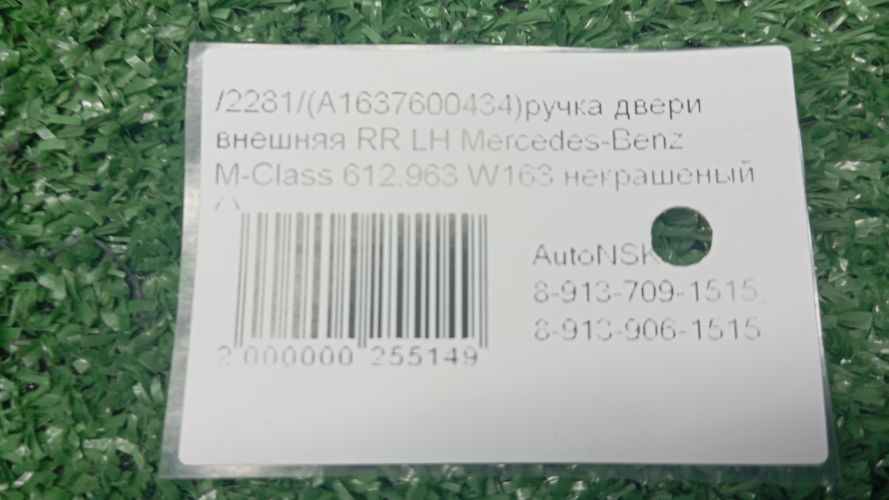 /2281/(A1637600434)ручка двери
внешняя RR LH Mercedes-Benz
M-Class 612.963 W163 некрашеный
AutoNSK
8-913-709-1515,
8-913-906-1515
2 000000 255149